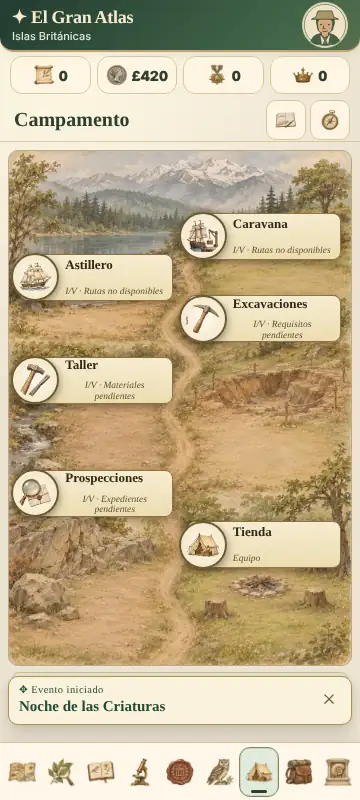 ✦ El Gran Atlas
Islas Británicas
0
£420
0
0
Campamento
Caravana
I/V · Rutas no disponibles
Astillero
I/V · Rutas no disponibles
Excavaciones
I/V · Requisitos
pendientes
Taller
I/V · Materiales
pendientes
Prospecciones
I/V · Expedientes
pendientes
Tienda
Equipo
✥ Evento iniciado
Noche de las Criaturas